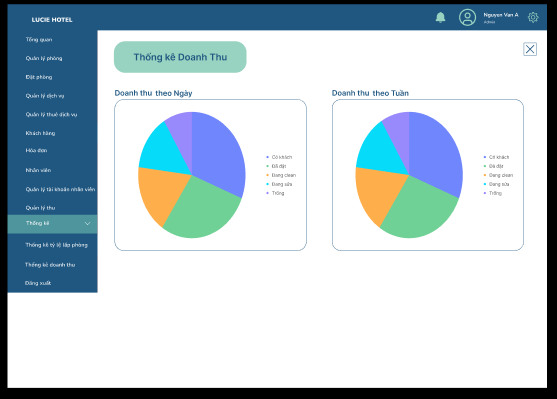 LUCIE HOTEL
Nguyen Van A
Admin
Tổng quan
Quản lý phòng
Đặt phòng
Quản lý dịch vụ
Quản lý thuê dịch vụ
Khách hàng
Hóa đơn
Nhân viên
Quản lý tài khoản nhân viên
Quản lý thu
Thống kê
Thống kê tỷ lệ lấp phòng
Thống kê doanh thu
Đăng xuất
Thống kê Doanh Thu
Doanh thu theo Ngày
Có khách
Đã đặt
Đang clean
Đang sửa
Trống
Doanh thu theo Tuần
Có khách
Đã đặt
Đang clean
Đang sửa
Trống